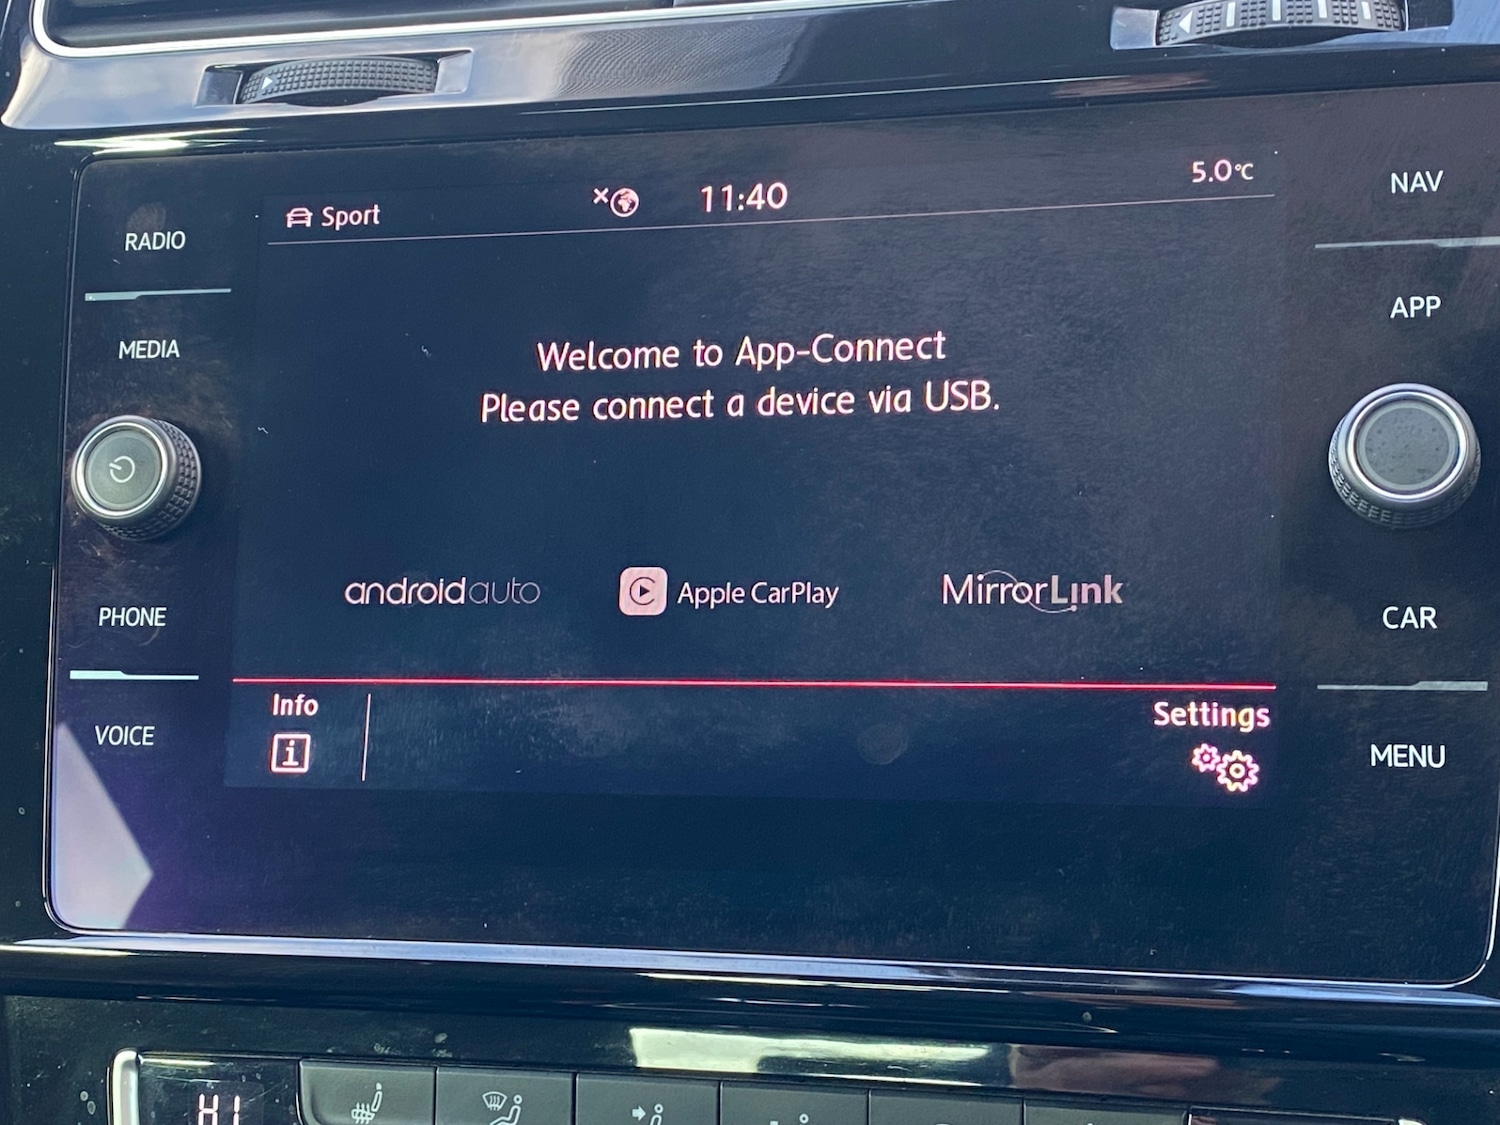 Sport
11:40
5.0°C
NAV
RADIO
APP
MEDIA
Welcome to App-Connect
Please connect a device via USB.
androidauto
Apple CarPlay
MirrorLink
PHONE
CAR
Info
Settings
VOICE
MENU
HI